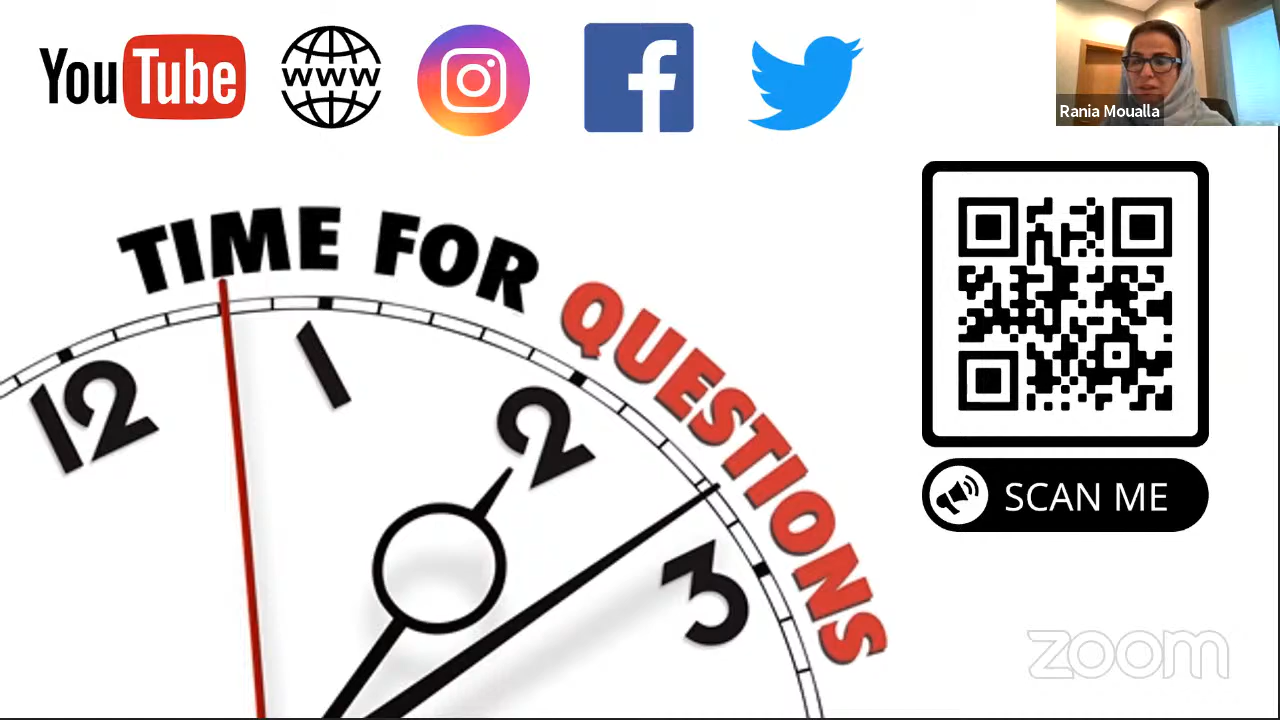 YouTube
www
Rania Moualla
TIME FOR QUESTIONS
12
1
2
3
SCAN ME
zoom